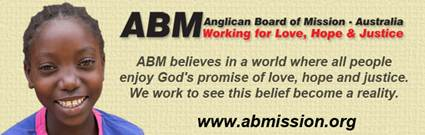 ABM Anglican Board of Mission - Australia
Working for Love, Hope & Justice
ABM believes in a world where all people
enjoy God's promise of love, hope and justice.
We work to see this belief become a reality.
www.abmission.org